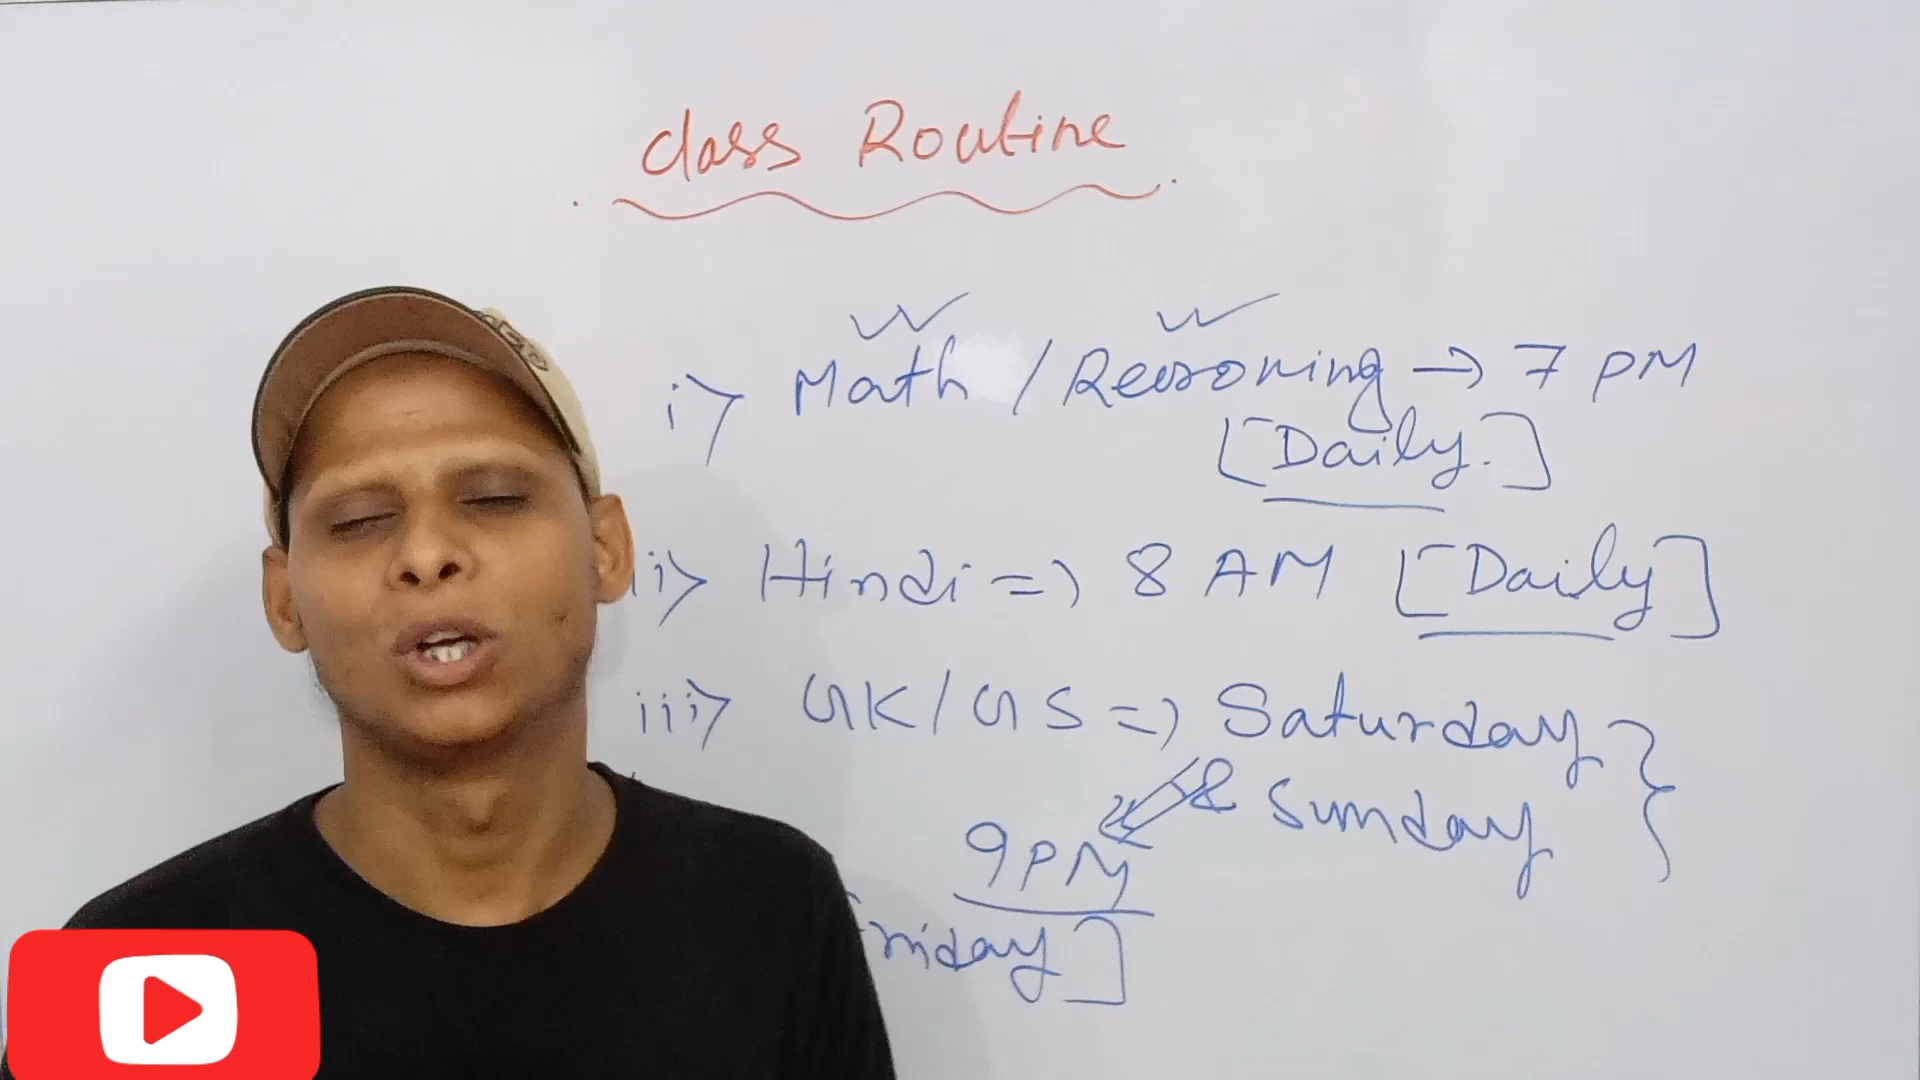 Class Routine
i> Math / Reasoning → 7 PM
[Daily.]
ii> Hindi => 8 AM [Daily]
iii> GK/GS => Saturday
& Sunday
9PM
Friday]